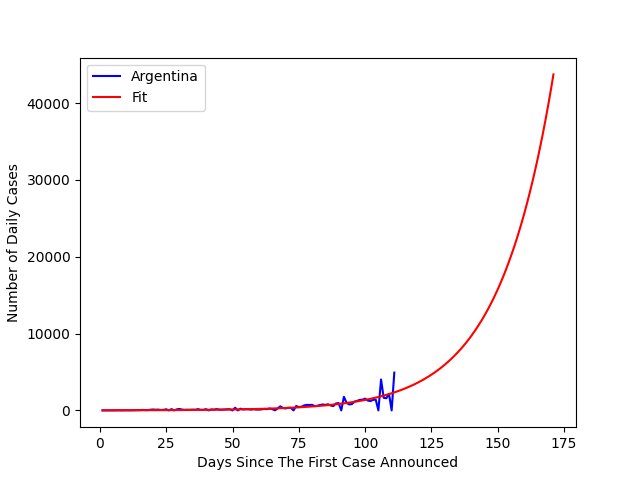 Argentina
Fit
40000
30000
20000
10000
0
Number of Daily Cases
0 25 50 75 100 125 150 175
Days Since The First Case Announced